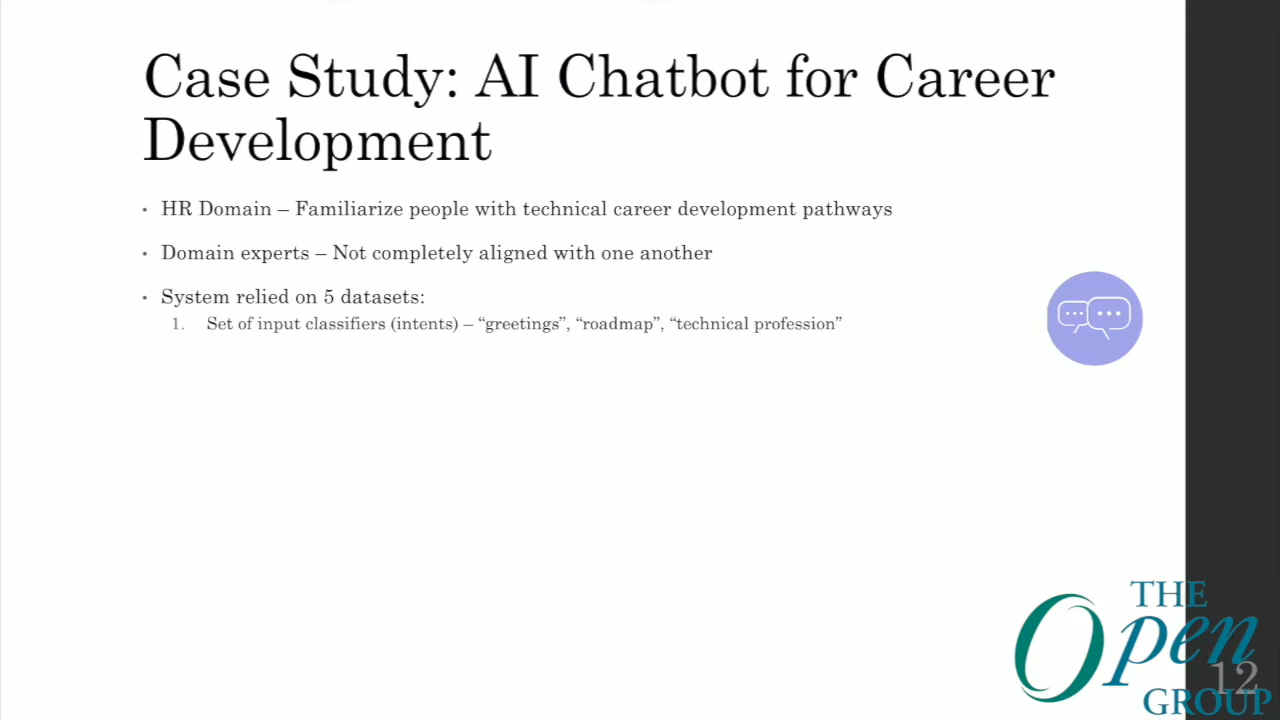 Case Study: AI Chatbot for Career
Development
• HR Domain – Familiarize people with technical career development pathways
• Domain experts – Not completely aligned with one another
• System relied on 5 datasets:
1. Set of input classifiers (intents) – “greetings”, “roadmap”, “technical profession”
THE
Open
12
GROUP